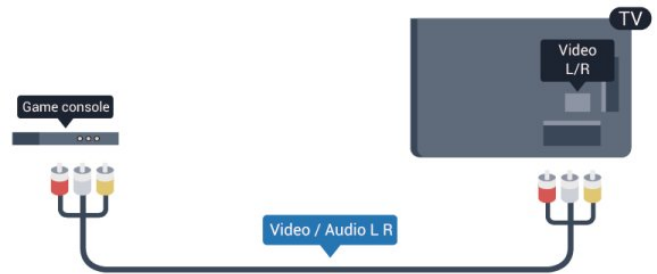 TV
Video
L/R
Game console
Video / Audio L R